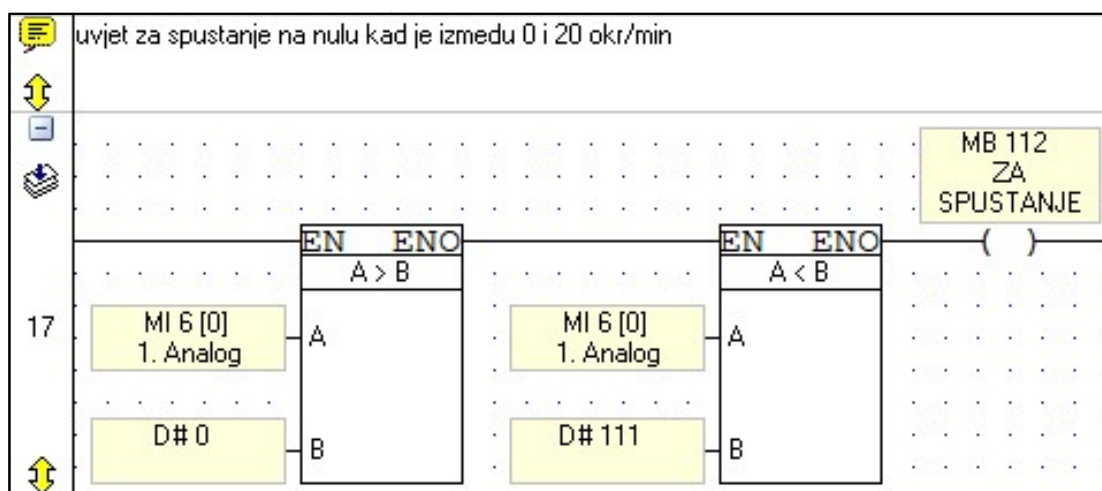 uvjet za spustanje na nulu kad je izmedu 0 i 20 okr/min
MB 112
ZA
SPUSTANJE
EN ENO
A > B
EN ENO
A < B
( )
17
MI 6 [0]
1. Analog
A
MI 6 [0]
1. Analog
A
D# 0
B
D# 111
B